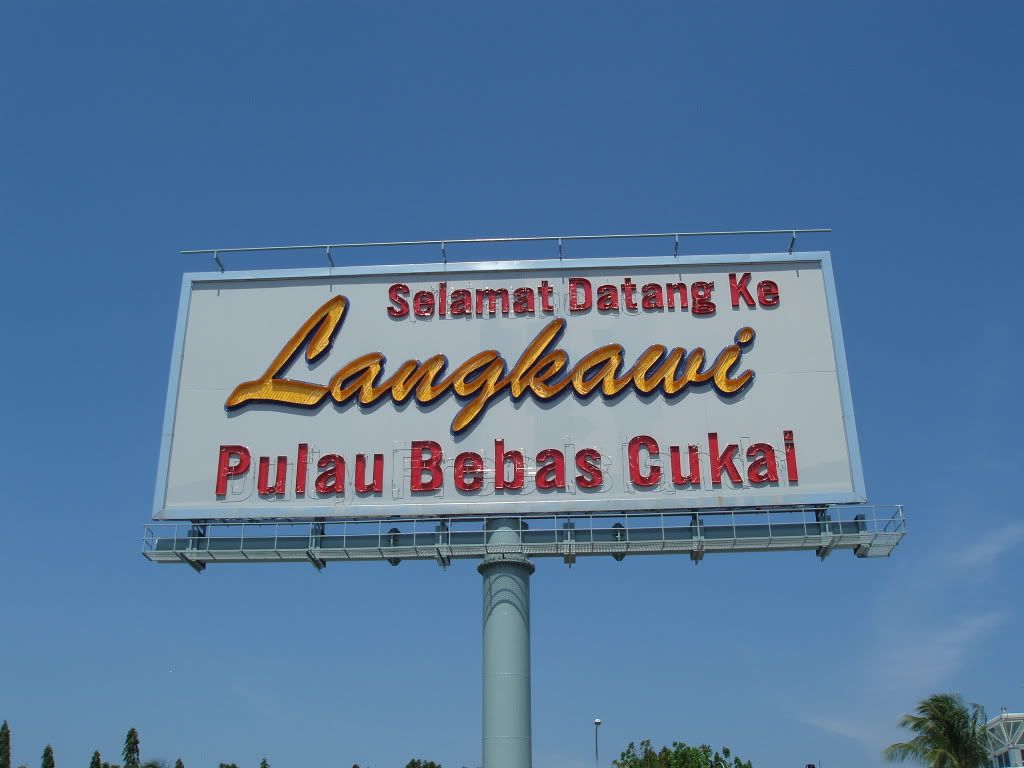 Selamat Datang Ke
Langkawi
Pulau Bebas Cukai